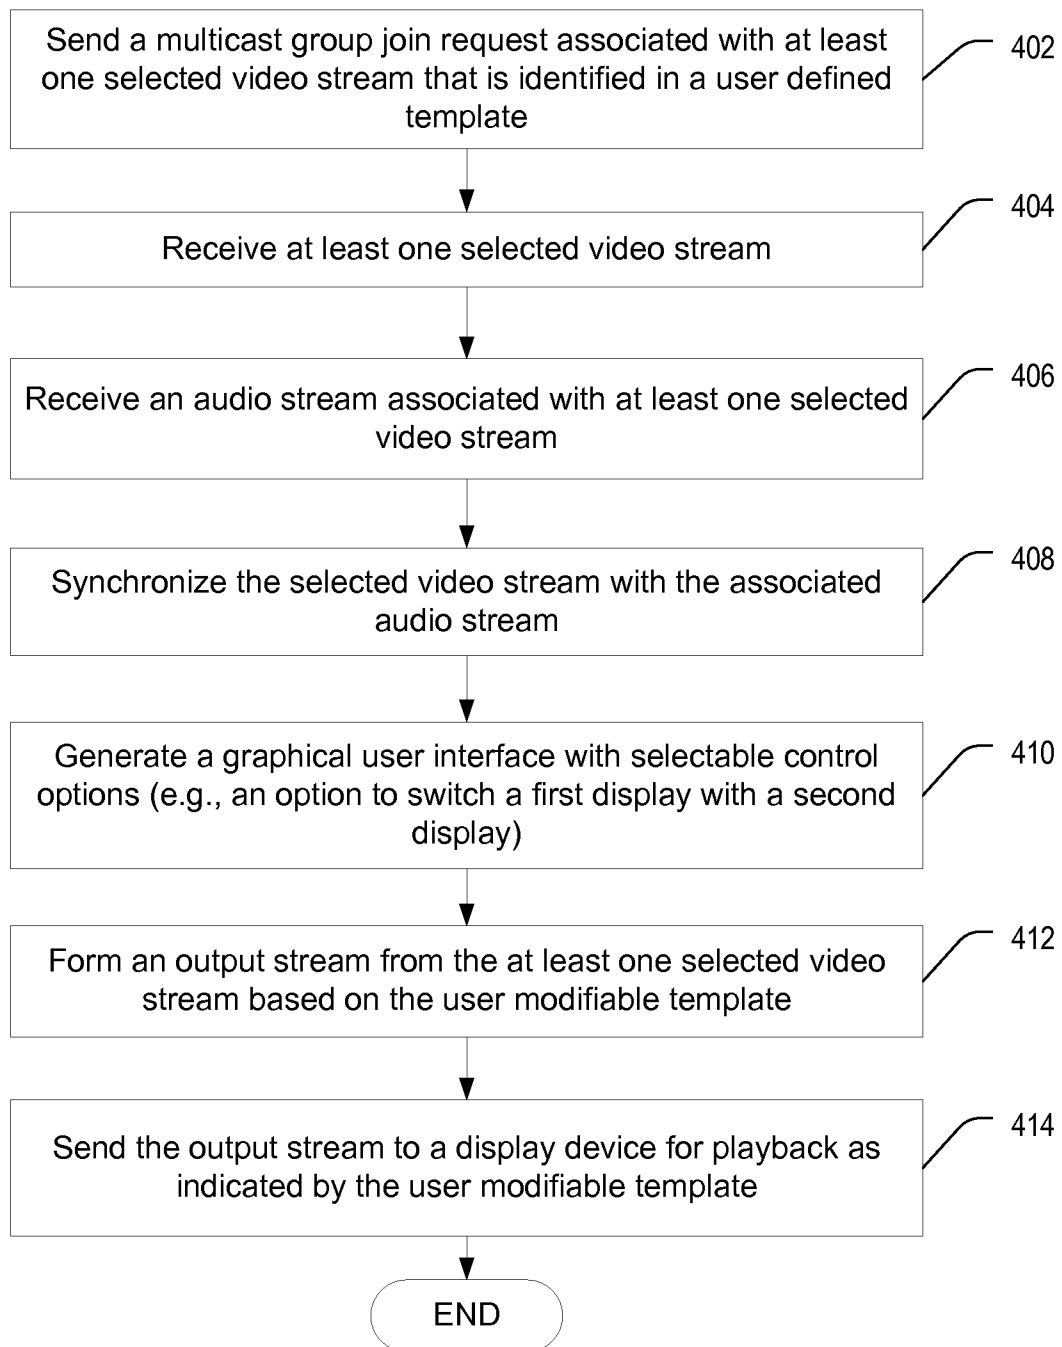 Send a multicast group join request associated with at least
one selected video stream that is identified in a user defined
template
402
Receive at least one selected video stream
404
Receive an audio stream associated with at least one selected
video stream
406
Synchronize the selected video stream with the associated
audio stream
408
Generate a graphical user interface with selectable control
options (e.g., an option to switch a first display with a second
display)
410
Form an output stream from the at least one selected video
stream based on the user modifiable template
412
Send the output stream to a display device for playback as
indicated by the user modifiable template
414
END